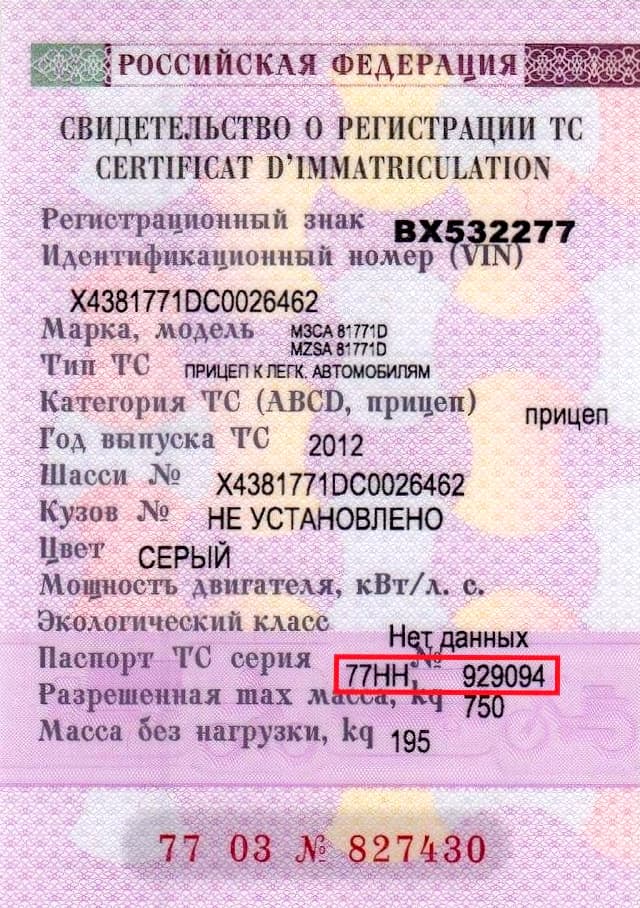 РОССИЙСКАЯ ФЕДЕРАЦИЯ
СВИДЕТЕЛЬСТВО О РЕГИСТРАЦИИ ТС
CERTIFICAT D'IMMATRICULATION
Регистрационный знак ВХ532277
Идентификационный номер (VIN)
X4381771DC0026462
Марка, модель МЗСА 81771D
MZSA 81771D
Тип ТС ПРИЦЕП К ЛЕГК. АВТОМОБИЛЯМ
Категория ТС (ABCD, прицеп) прицеп
Год выпуска ТС 2012
Шасси № X4381771DC0026462
Кузов № НЕ УСТАНОВЛЕНО
Цвет СЕРЫЙ
Мощность двигателя, кВт/л. с.
Экологический класс Нет данных
Паспорт ТС серия 77НН № 929094
Разрешенная max масса, kg 750
Масса без нагрузки, kg 195
77 03 № 827430